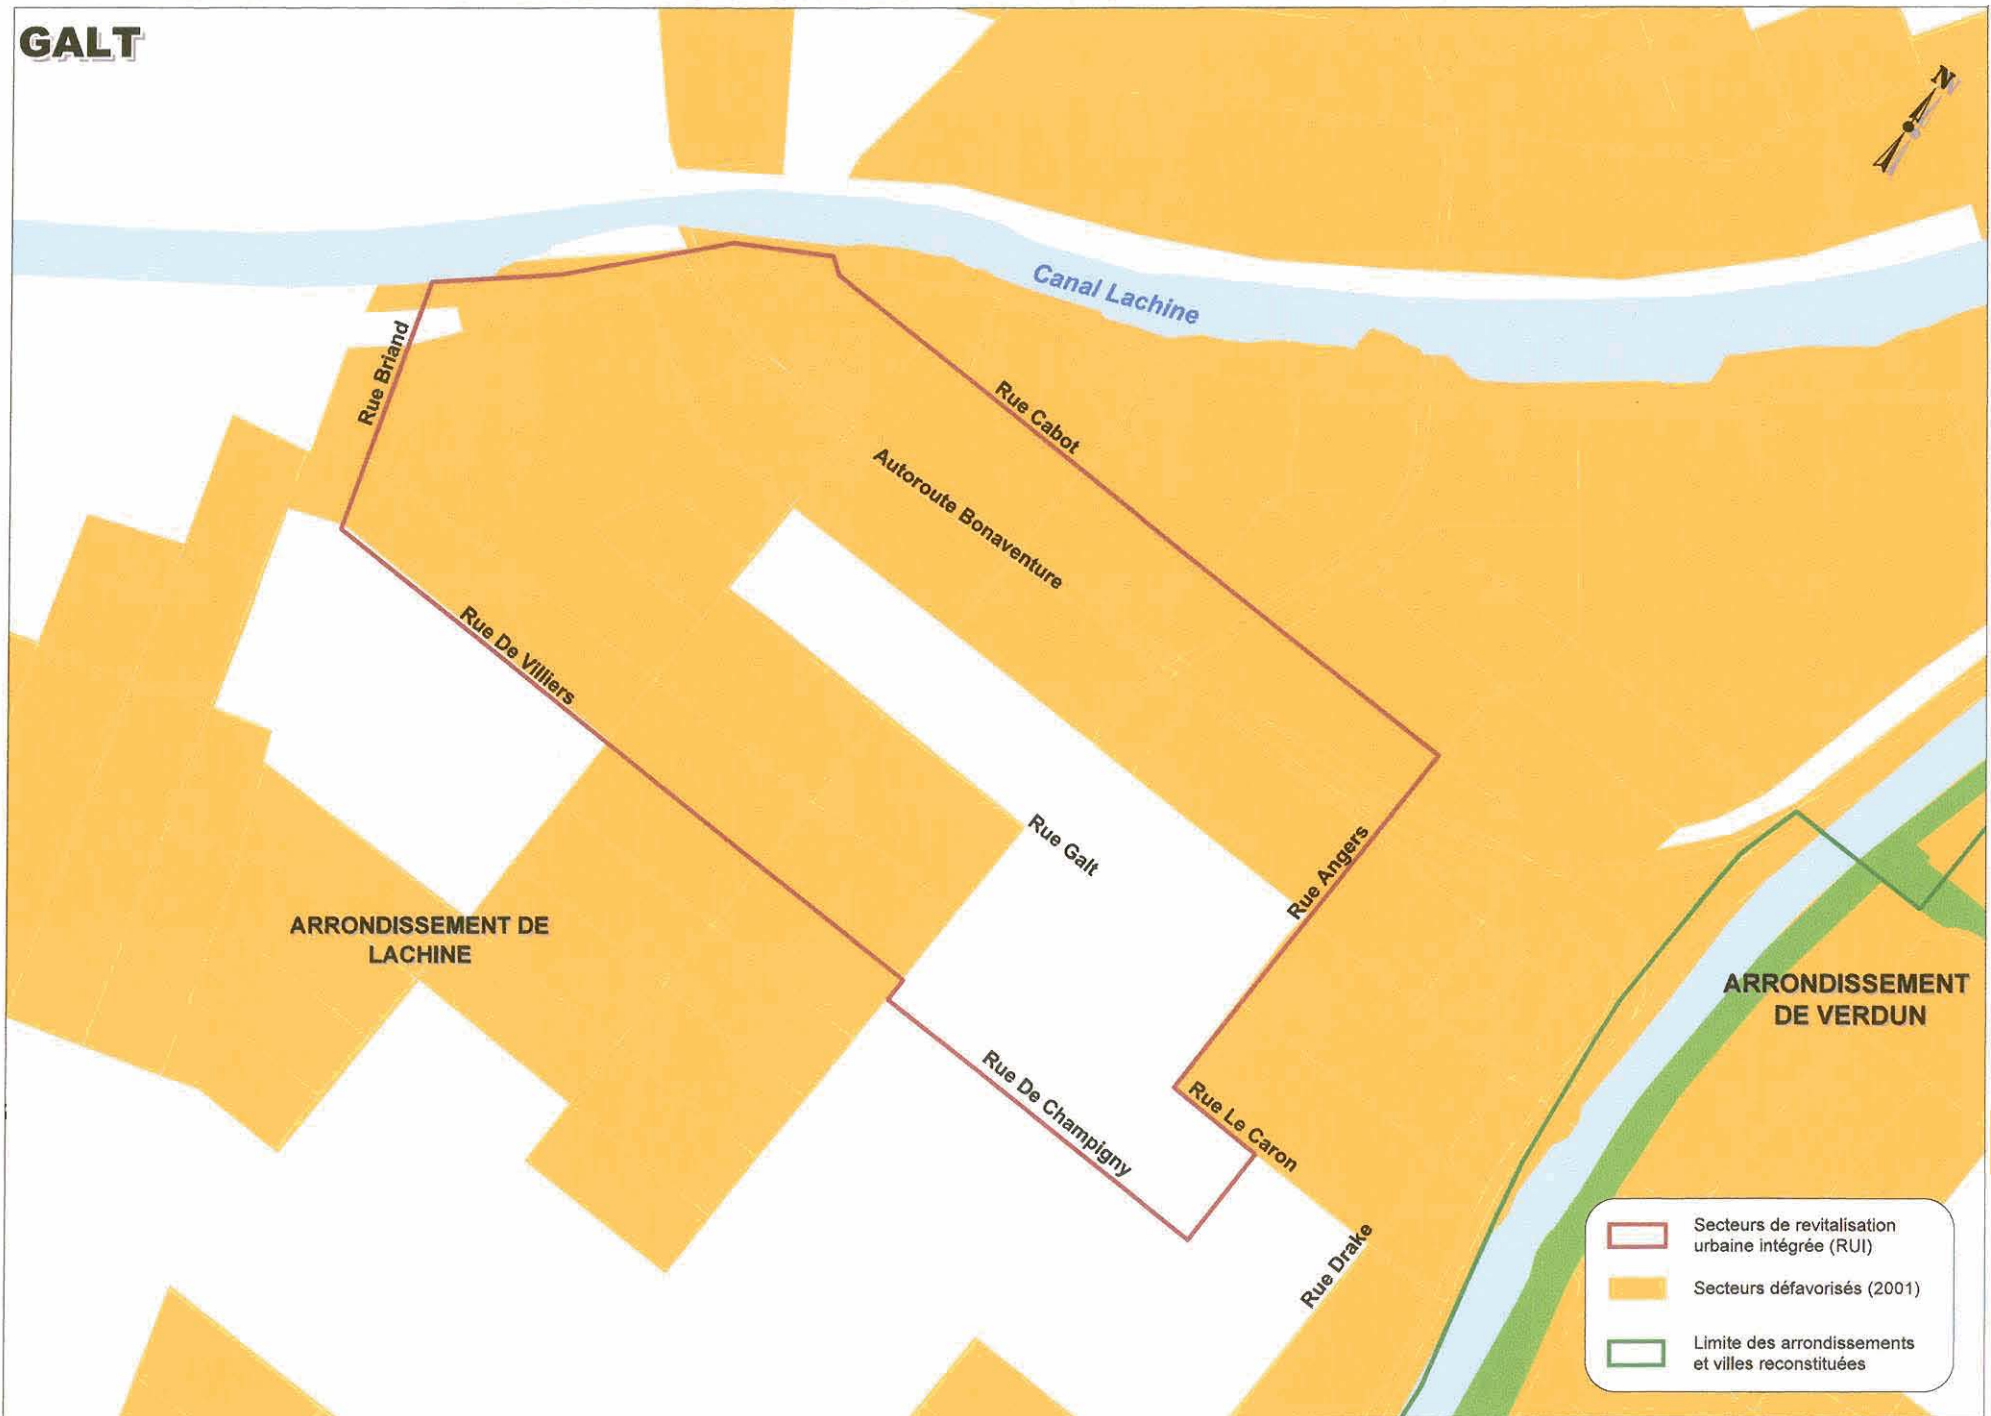 GALT
N
Canal Lachine
Rue Briand
Rue Cabot
Autoroute Bonaventure
Rue De Villiers
Rue Galt
Rue Angers
ARRONDISSEMENT DE
LACHINE
ARRONDISSEMENT
DE VERDUN
Rue De Champigny
Rue Le Caron
Rue Drake
Secteurs de revitalisation
urbaine intégrée (RUI)
Secteurs défavorisés (2001)
Limite des arrondissements
et villes reconstituées